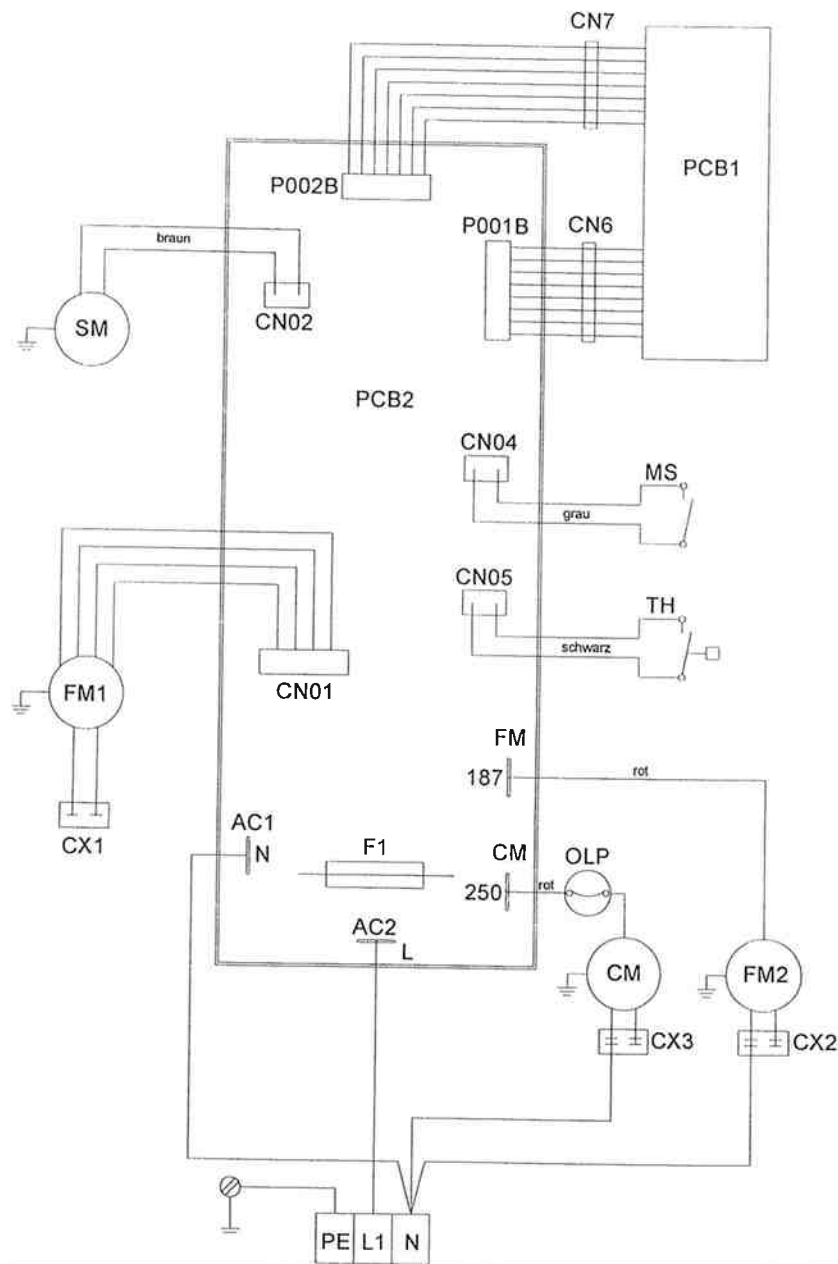 CN7
PCB1
P002B
P001B
CN6
braun
SM
CN02
PCB2
CN04
MS
grau
CN05
TH
schwarz
FM1
CN01
FM
187
rot
CX1
AC1
N
F1
CM
OLP
250
rot
AC2
L
CM
FM2
CX3
CX2
PE L1 N